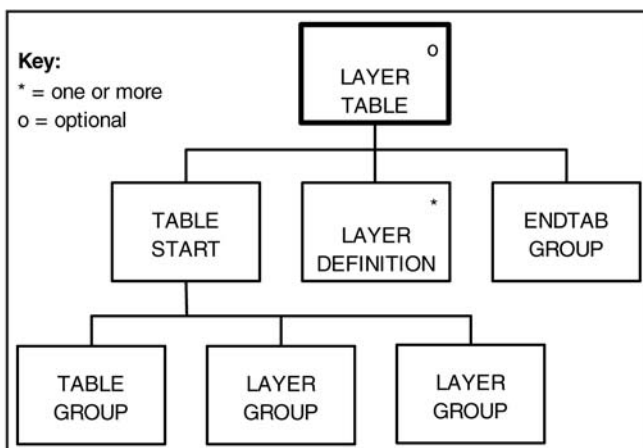 Key:
* = one or more
o = optional
o
LAYER
TABLE
TABLE
START
*
LAYER
DEFINITION
ENDTAB
GROUP
TABLE
GROUP
LAYER
GROUP
LAYER
GROUP